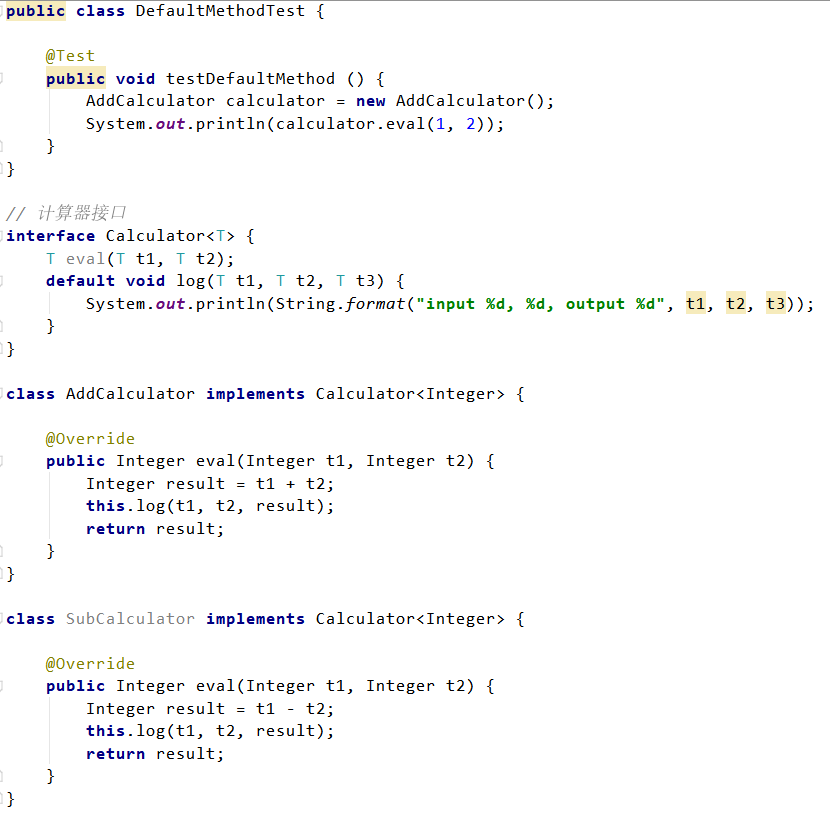 public class DefaultMethodTest {
    @Test
    public void testDefaultMethod () {
        AddCalculator calculator = new AddCalculator();
        System.out.println(calculator.eval(1, 2));
    }
}
// 计算器接口
interface Calculator<T> {
    T eval(T t1, T t2);
    default void log(T t1, T t2, T t3) {
        System.out.println(String.format("input %d, %d, output %d", t1, t2, t3));
    }
}
class AddCalculator implements Calculator<Integer> {
    @Override
    public Integer eval(Integer t1, Integer t2) {
        Integer result = t1 + t2;
        this.log(t1, t2, result);
        return result;
    }
}
class SubCalculator implements Calculator<Integer> {
    @Override
    public Integer eval(Integer t1, Integer t2) {
        Integer result = t1 - t2;
        this.log(t1, t2, result);
        return result;
    }
}